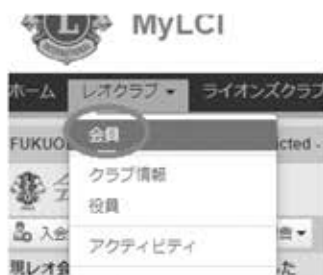 MyLCI
ホーム レオクラブ ライオンズクラブ
会員
FUKUO
icted -
クラブ情報
役員
入会
アクティビティ
現レオ会
た